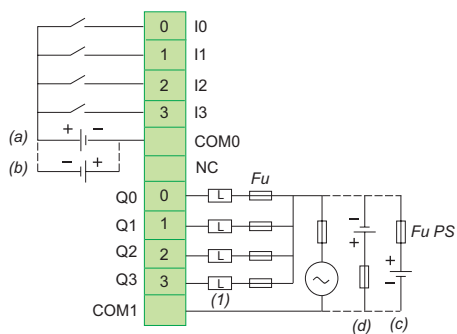 0 I0
1 I1
2 I2
3 I3
(a) + − COM0
(b) − + NC
Q0 0 L Fu
Q1 1 L
Q2 2 L
Q3 3 L
− + + − Fu PS
COM1 (1) (d) (c)